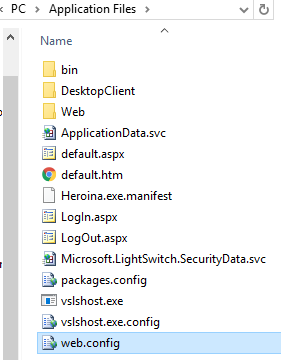 PC > Application Files >
Name
bin
DesktopClient
Web
ApplicationData.svc
default.aspx
default.htm
Heroina.exe.manifest
LogIn.aspx
LogOut.aspx
Microsoft.LightSwitch.SecurityData.svc
packages.config
vslshost.exe
vslshost.exe.config
web.config